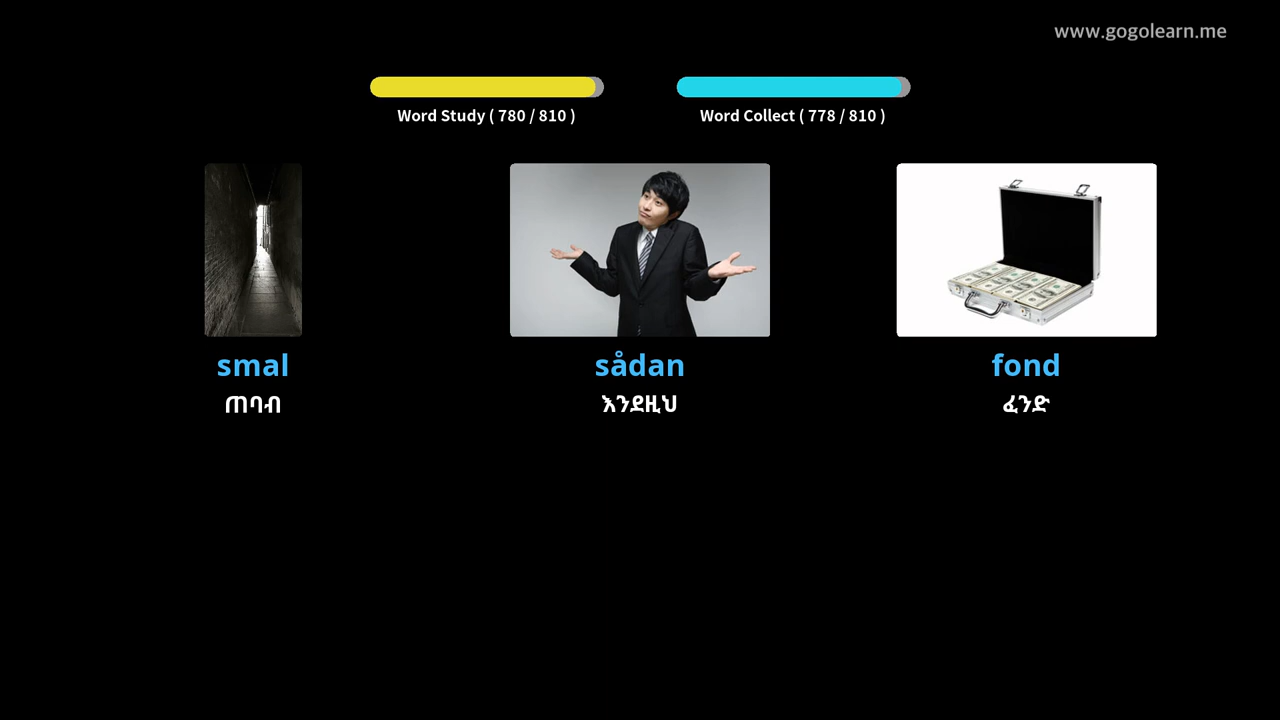 www.gogolearn.me
Word Study ( 780 / 810 )
Word Collect ( 778 / 810 )
smal
sådan
fond
ጠባብ
እንደዚህ
ፈንድ